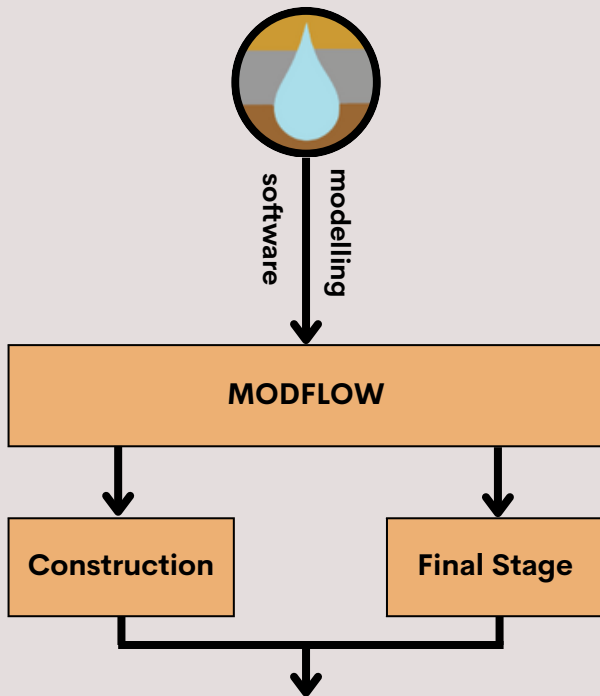 software
modelling
MODFLOW
Construction
Final Stage